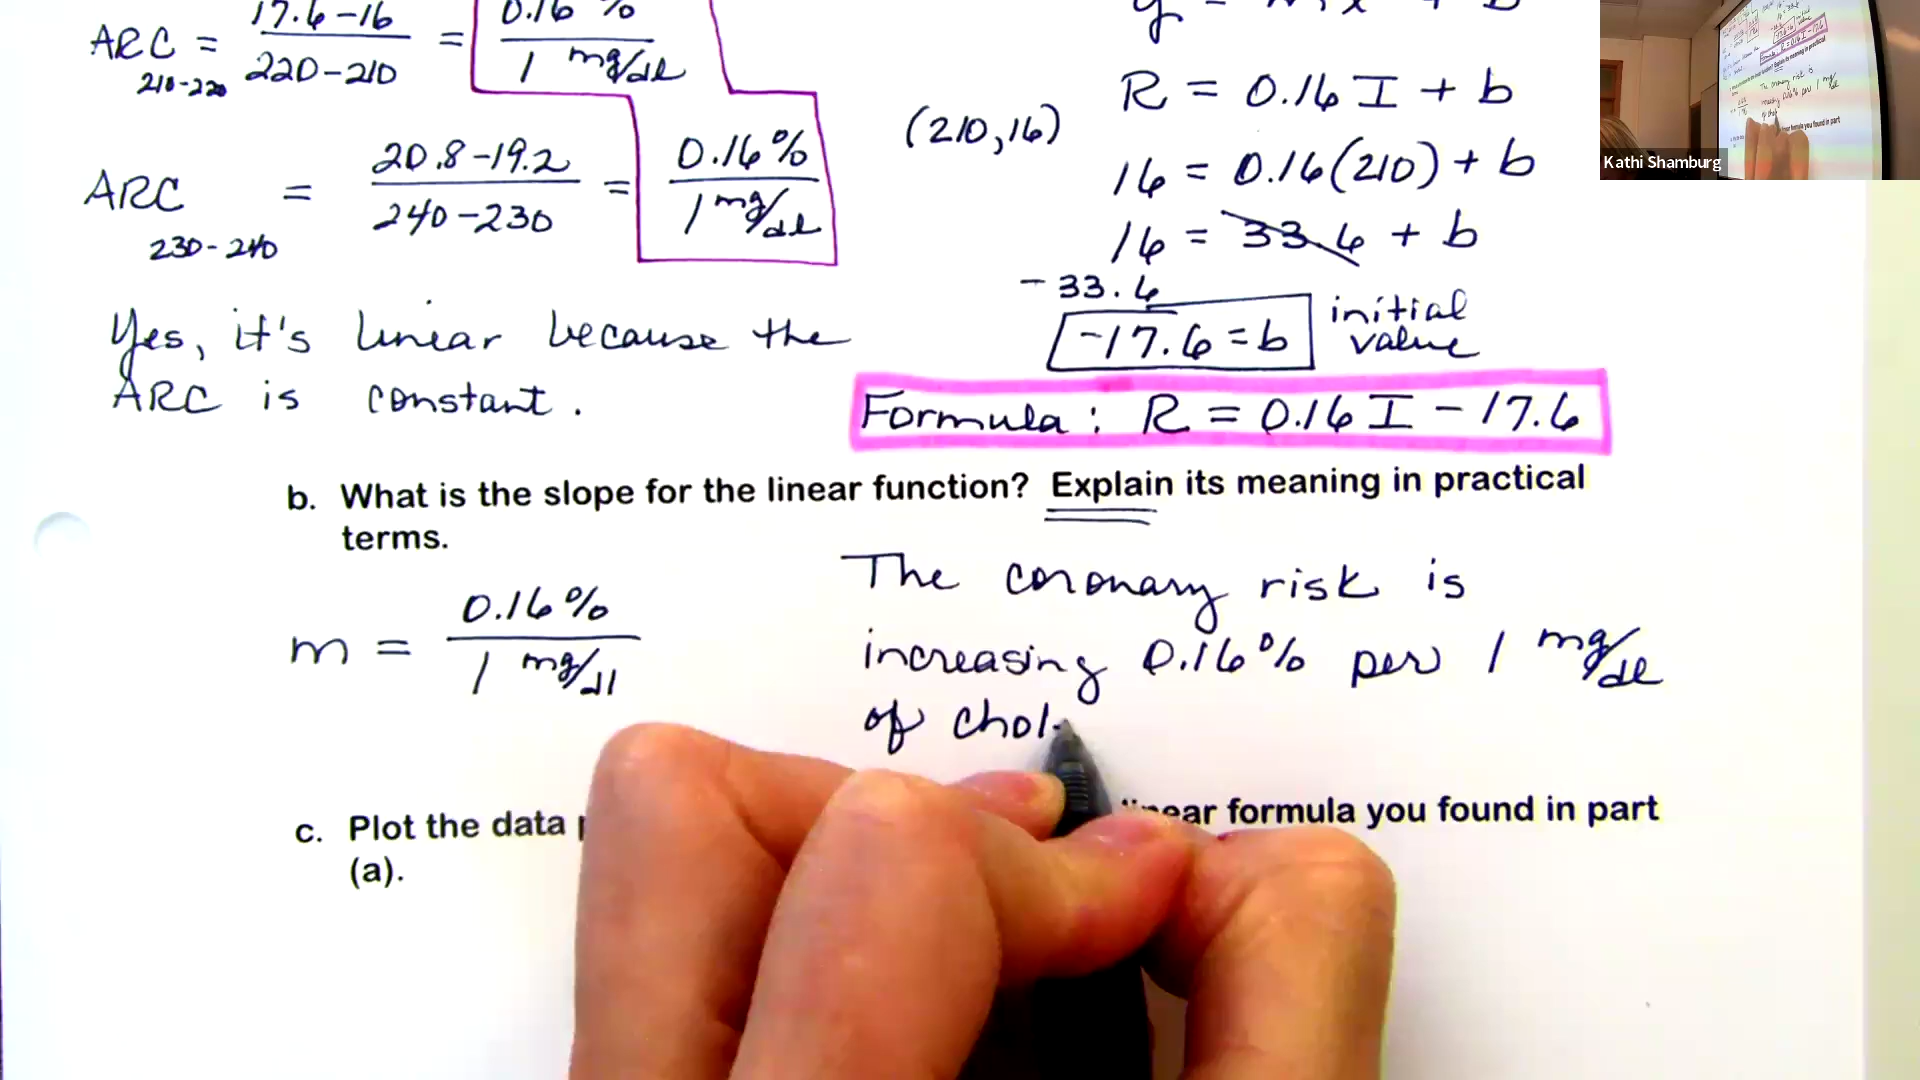 ARC = 17.6-16 / 220-210 = 0.16 % / 1 mg/dl
210-220
ARC = 20.8-19.2 / 240-230 = 0.16% / 1 mg/dl
230-240
Yes, it's linear because the
ARC is constant.
y = mx + b
R = 0.16 I + b
(210,16)
16 = 0.16(210) + b
16 = 33.6 + b
-33.6
-17.6 = b initial value
Formula: R = 0.16 I - 17.6
b. What is the slope for the linear function? Explain its meaning in practical
terms.
m = 0.16% / 1 mg/dl
The coronary risk is
increasing 0.16% per 1 mg/dl
of chol
c. Plot the data linear formula you found in part
(a).
Kathi Shamburg